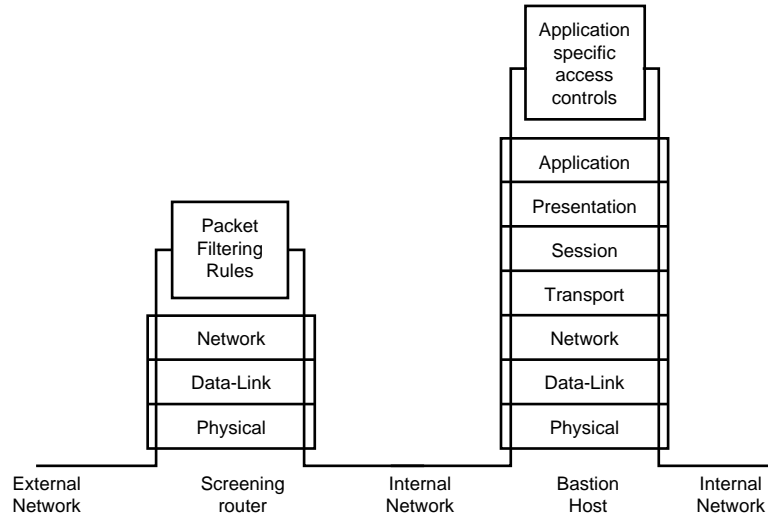 Application
specific
access
controls
Application
Presentation
Session
Transport
Network
Data-Link
Physical
Packet
Filtering
Rules
Network
Data-Link
Physical
External
Network
Screening
router
Internal
Network
Bastion
Host
Internal
Network